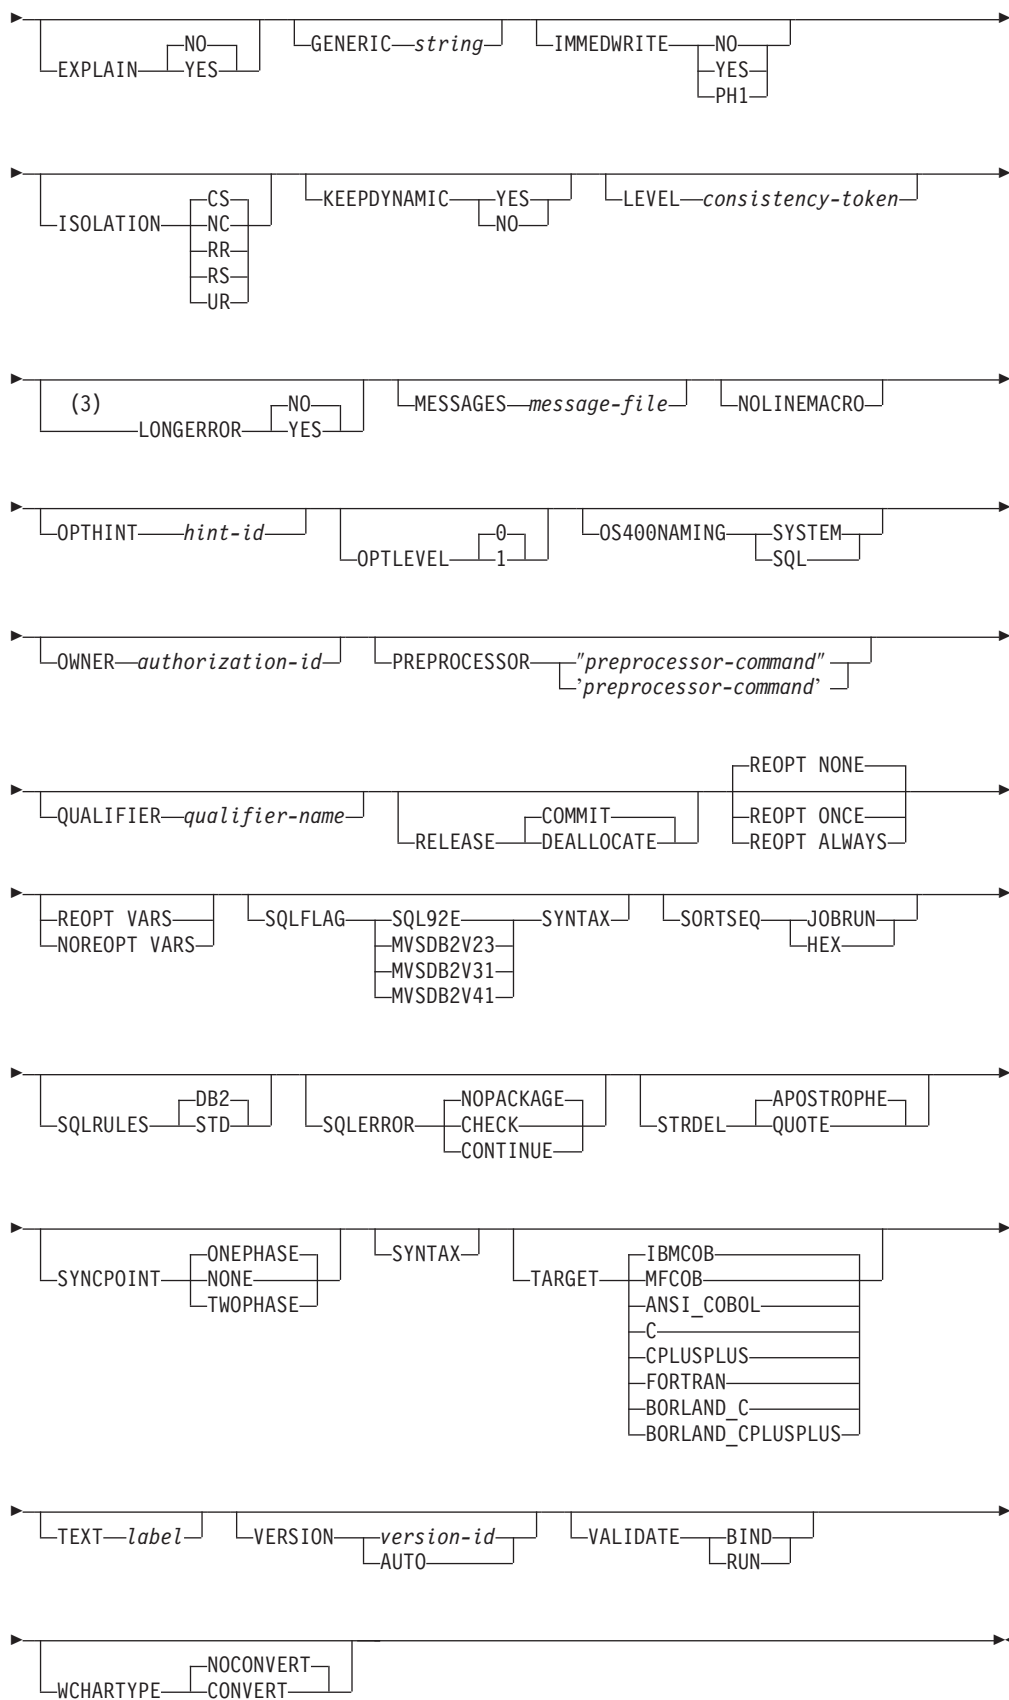 NO
EXPLAIN YES
GENERIC string
IMMEDWRITE NO
YES
PH1
CS
ISOLATION NC
RR
RS
UR
KEEPDYNAMIC YES
NO
LEVEL consistency-token
(3)
NO
LONGERROR YES
MESSAGES message-file
NOLINEMACRO
OPTHINT hint-id
0
OPTLEVEL 1
OS400NAMING SYSTEM
SQL
OWNER authorization-id
PREPROCESSOR "preprocessor-command"
'preprocessor-command'
QUALIFIER qualifier-name
COMMIT
RELEASE DEALLOCATE
REOPT NONE
REOPT ONCE
REOPT ALWAYS
REOPT VARS
NOREOPT VARS
SQLFLAG SQL92E SYNTAX
MVSDB2V23
MVSDB2V31
MVSDB2V41
SORTSEQ JOBRUN
HEX
DB2
SQLRULES STD
NOPACKAGE
SQLERROR CHECK
CONTINUE
APOSTROPHE
STRDEL QUOTE
ONEPHASE
SYNCPOINT NONE
TWOPHASE
SYNTAX
IBMCOB
TARGET MFCOB
ANSI_COBOL
C
CPLUSPLUS
FORTRAN
BORLAND_C
BORLAND_CPLUSPLUS
TEXT label
VERSION version-id
AUTO
VALIDATE BIND
RUN
NOCONVERT
WCHARTYPE CONVERT